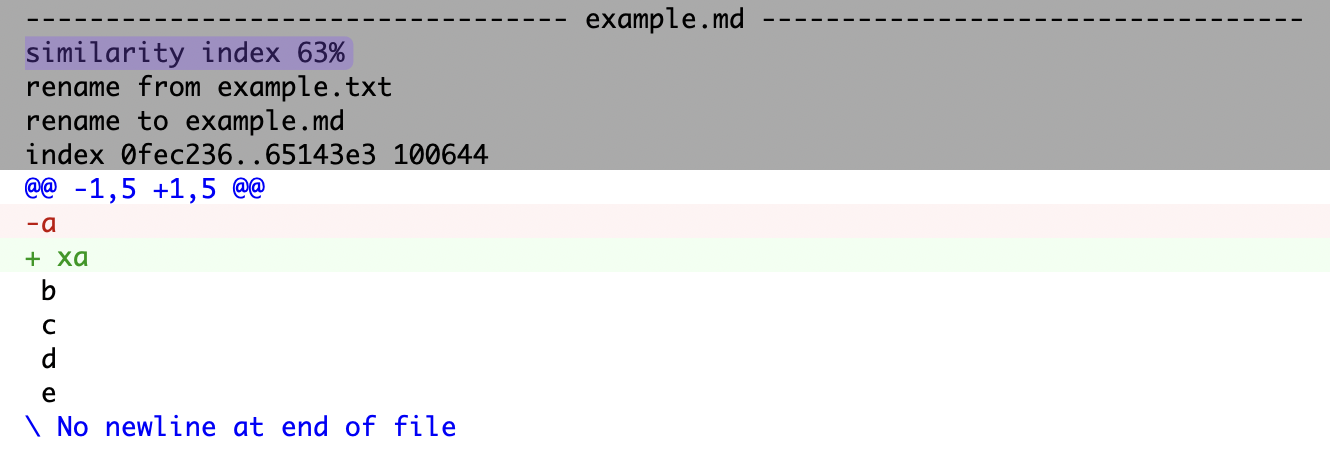 ---------------------------------- example.md ----------------------------------
similarity index 63%
rename from example.txt
rename to example.md
index 0fec236..65143e3 100644
@@ -1,5 +1,5 @@
-a
+ xa
 b
 c
 d
 e
\ No newline at end of file